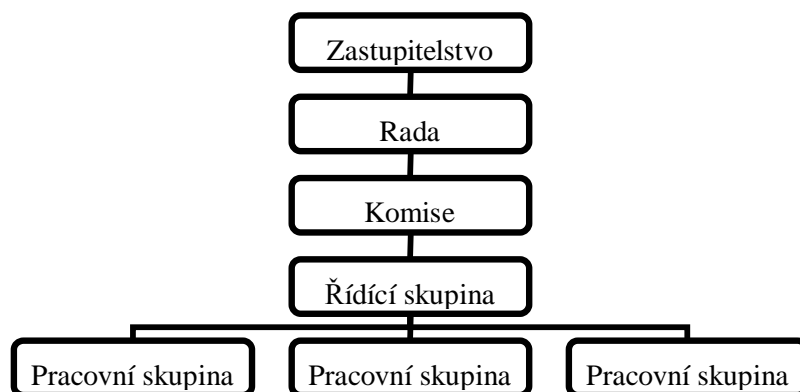 Zastupitelstvo
Rada
Komise
Řídící skupina
Pracovní skupina
Pracovní skupina
Pracovní skupina